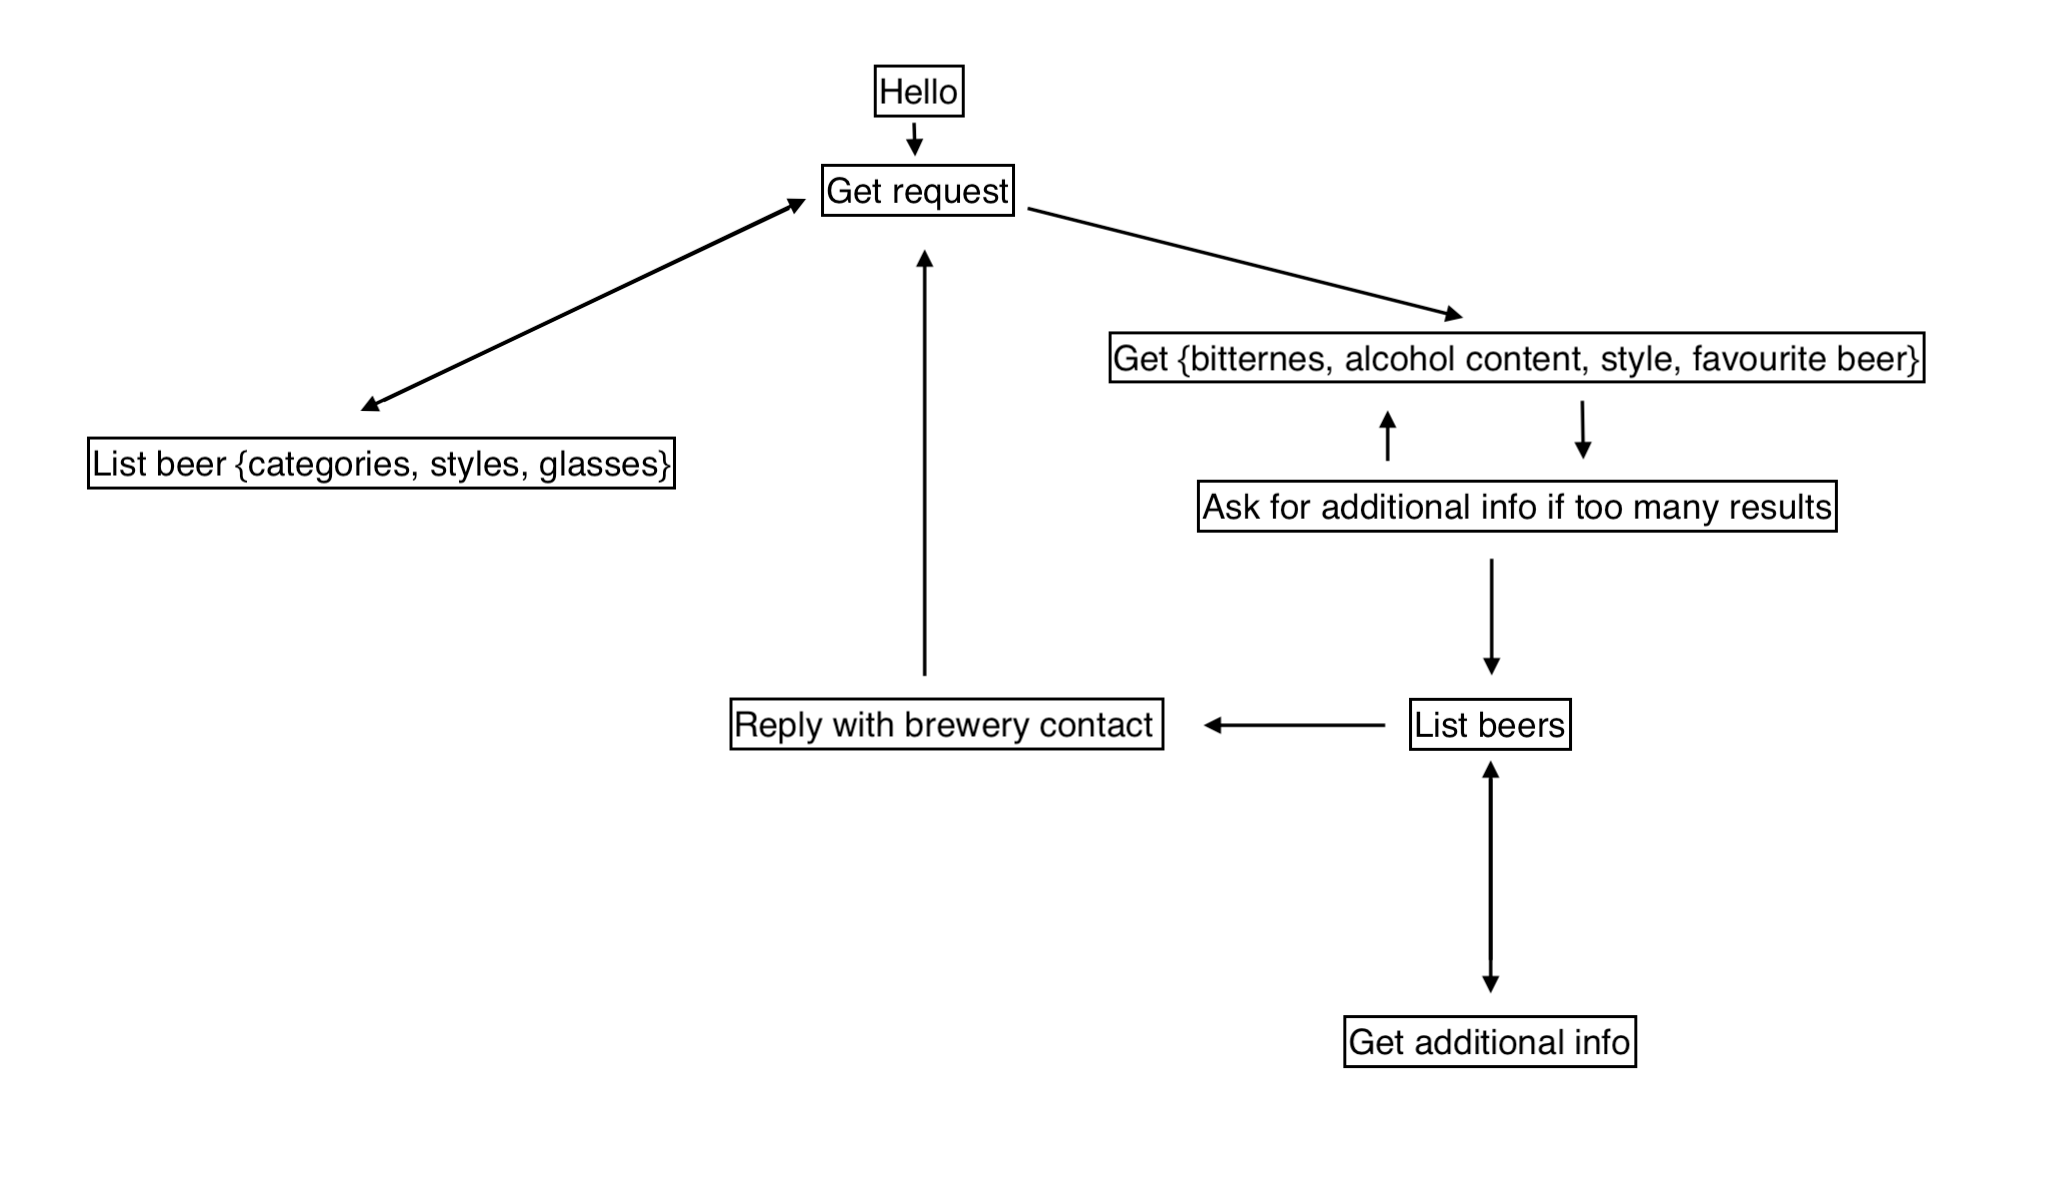 Hello
Get request
Get {bitternes, alcohol content, style, favourite beer}
List beer {categories, styles, glasses}
Ask for additional info if too many results
Reply with brewery contact
List beers
Get additional info